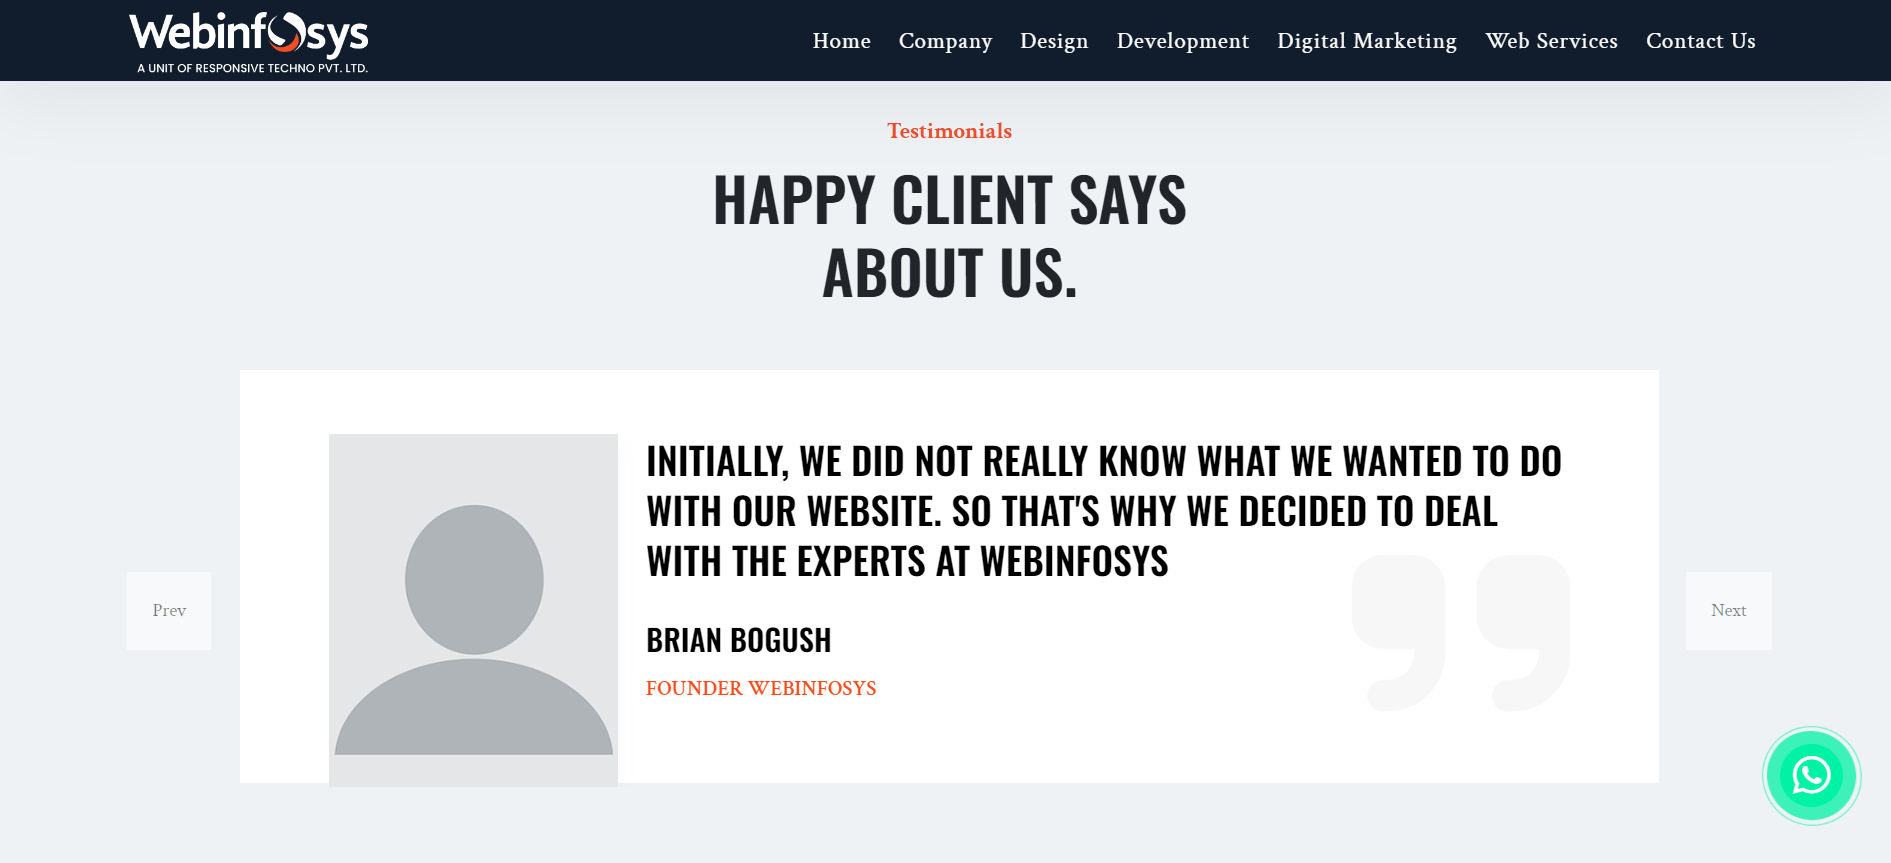 Webinfosys
A UNIT OF RESPONSIVE TECHNO PVT. LTD.
Home Company Design Development Digital Marketing Web Services Contact Us
Testimonials
HAPPY CLIENT SAYS
ABOUT US.
INITIALLY, WE DID NOT REALLY KNOW WHAT WE WANTED TO DO
WITH OUR WEBSITE. SO THAT'S WHY WE DECIDED TO DEAL
WITH THE EXPERTS AT WEBINFOSYS
BRIAN BOGUSH
FOUNDER WEBINFOSYS
Prev
Next